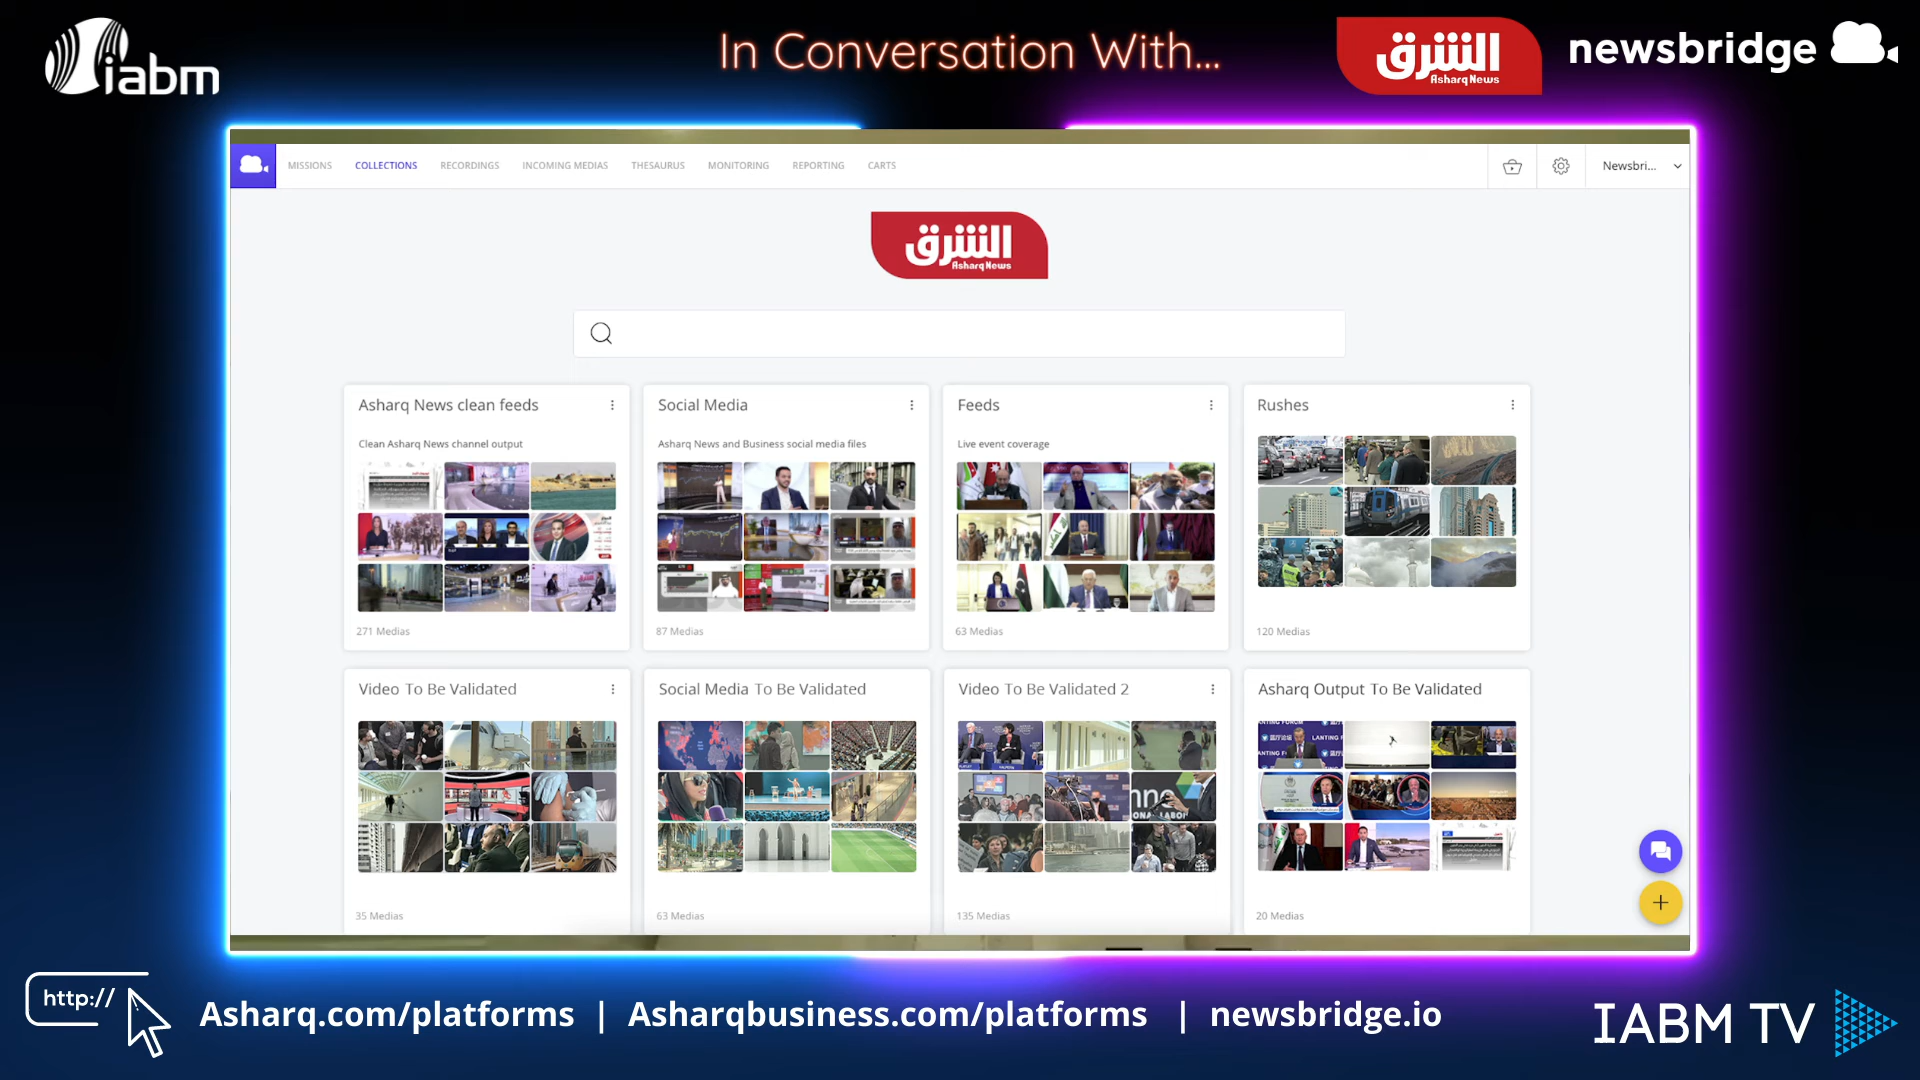 iabm
In Conversation With...
الشرق
Asharq News
newsbridge
MISSIONS COLLECTIONS RECORDINGS INCOMING MEDIAS THESAURUS MONITORING REPORTING CARTS
Newsbri...
الشرق
Asharq News
Asharq News clean feeds
Clean Asharq News channel output
271 Medias
Social Media
Asharq News and Business social media files
87 Medias
Feeds
Live event coverage
63 Medias
Rushes
120 Medias
Video To Be Validated
35 Medias
Social Media To Be Validated
63 Medias
Video To Be Validated 2
135 Medias
Asharq Output To Be Validated
LANTING FORUM
20 Medias
http://
Asharq.com/platforms | Asharqbusiness.com/platforms | newsbridge.io
IABM TV